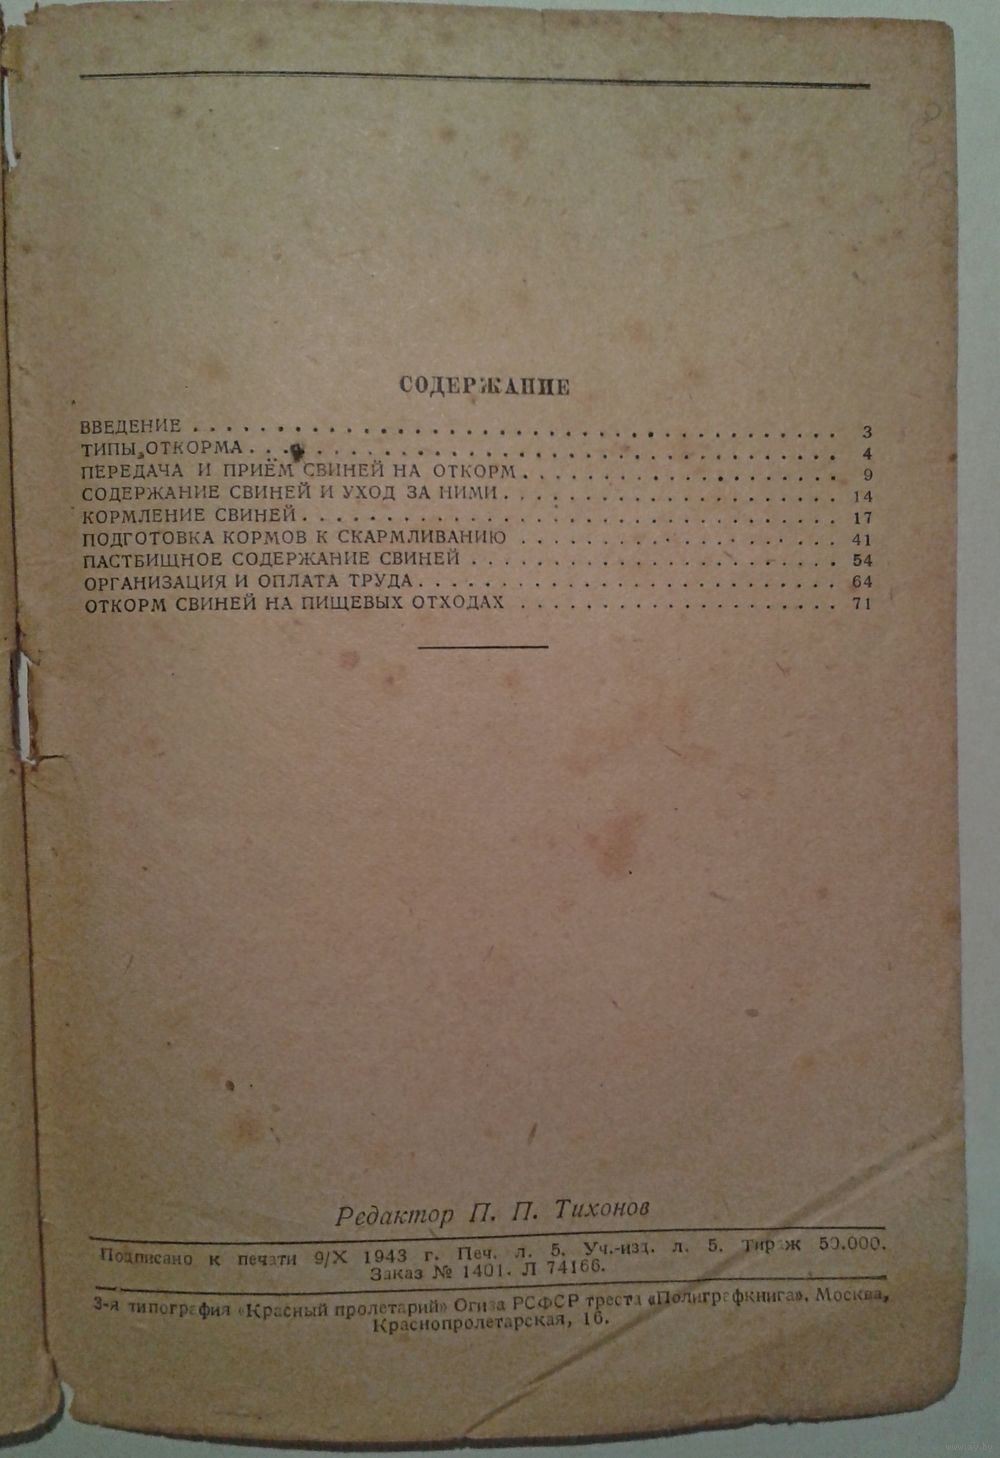 СОДЕРЖАНИЕ
ВВЕДЕНИЕ . . . . . . . . . . . . . . . . . . . . . . . . . . . . . 3
ТИПЫ ОТКОРМА . . . . . . . . . . . . . . . . . . . . . . . . . . . 4
ПЕРЕДАЧА И ПРИЁМ СВИНЕЙ НА ОТКОРМ . . . . . . . . . . . . . . . 9
СОДЕРЖАНИЕ СВИНЕЙ И УХОД ЗА НИМИ . . . . . . . . . . . . . . . 14
КОРМЛЕНИЕ СВИНЕЙ . . . . . . . . . . . . . . . . . . . . . . . . 17
ПОДГОТОВКА КОРМОВ К СКАРМЛИВАНИЮ . . . . . . . . . . . . . . . 41
ПАСТБИЩНОЕ СОДЕРЖАНИЕ СВИНЕЙ . . . . . . . . . . . . . . . . . 54
ОРГАНИЗАЦИЯ И ОПЛАТА ТРУДА . . . . . . . . . . . . . . . . . . . 64
ОТКОРМ СВИНЕЙ НА ПИЩЕВЫХ ОТХОДАХ . . . . . . . . . . . . . . . 71
Редактор П. П. Тихонов
Подписано к печати 9/X 1943 г. Печ. л. 5. Уч.-изд. л. 5. Тираж 50.000.
Заказ № 1401. Л 74166.
3-я типография «Красный пролетарий» Огиза РСФСР треста «Полиграфкнига». Москва,
Краснопролетарская, 16.